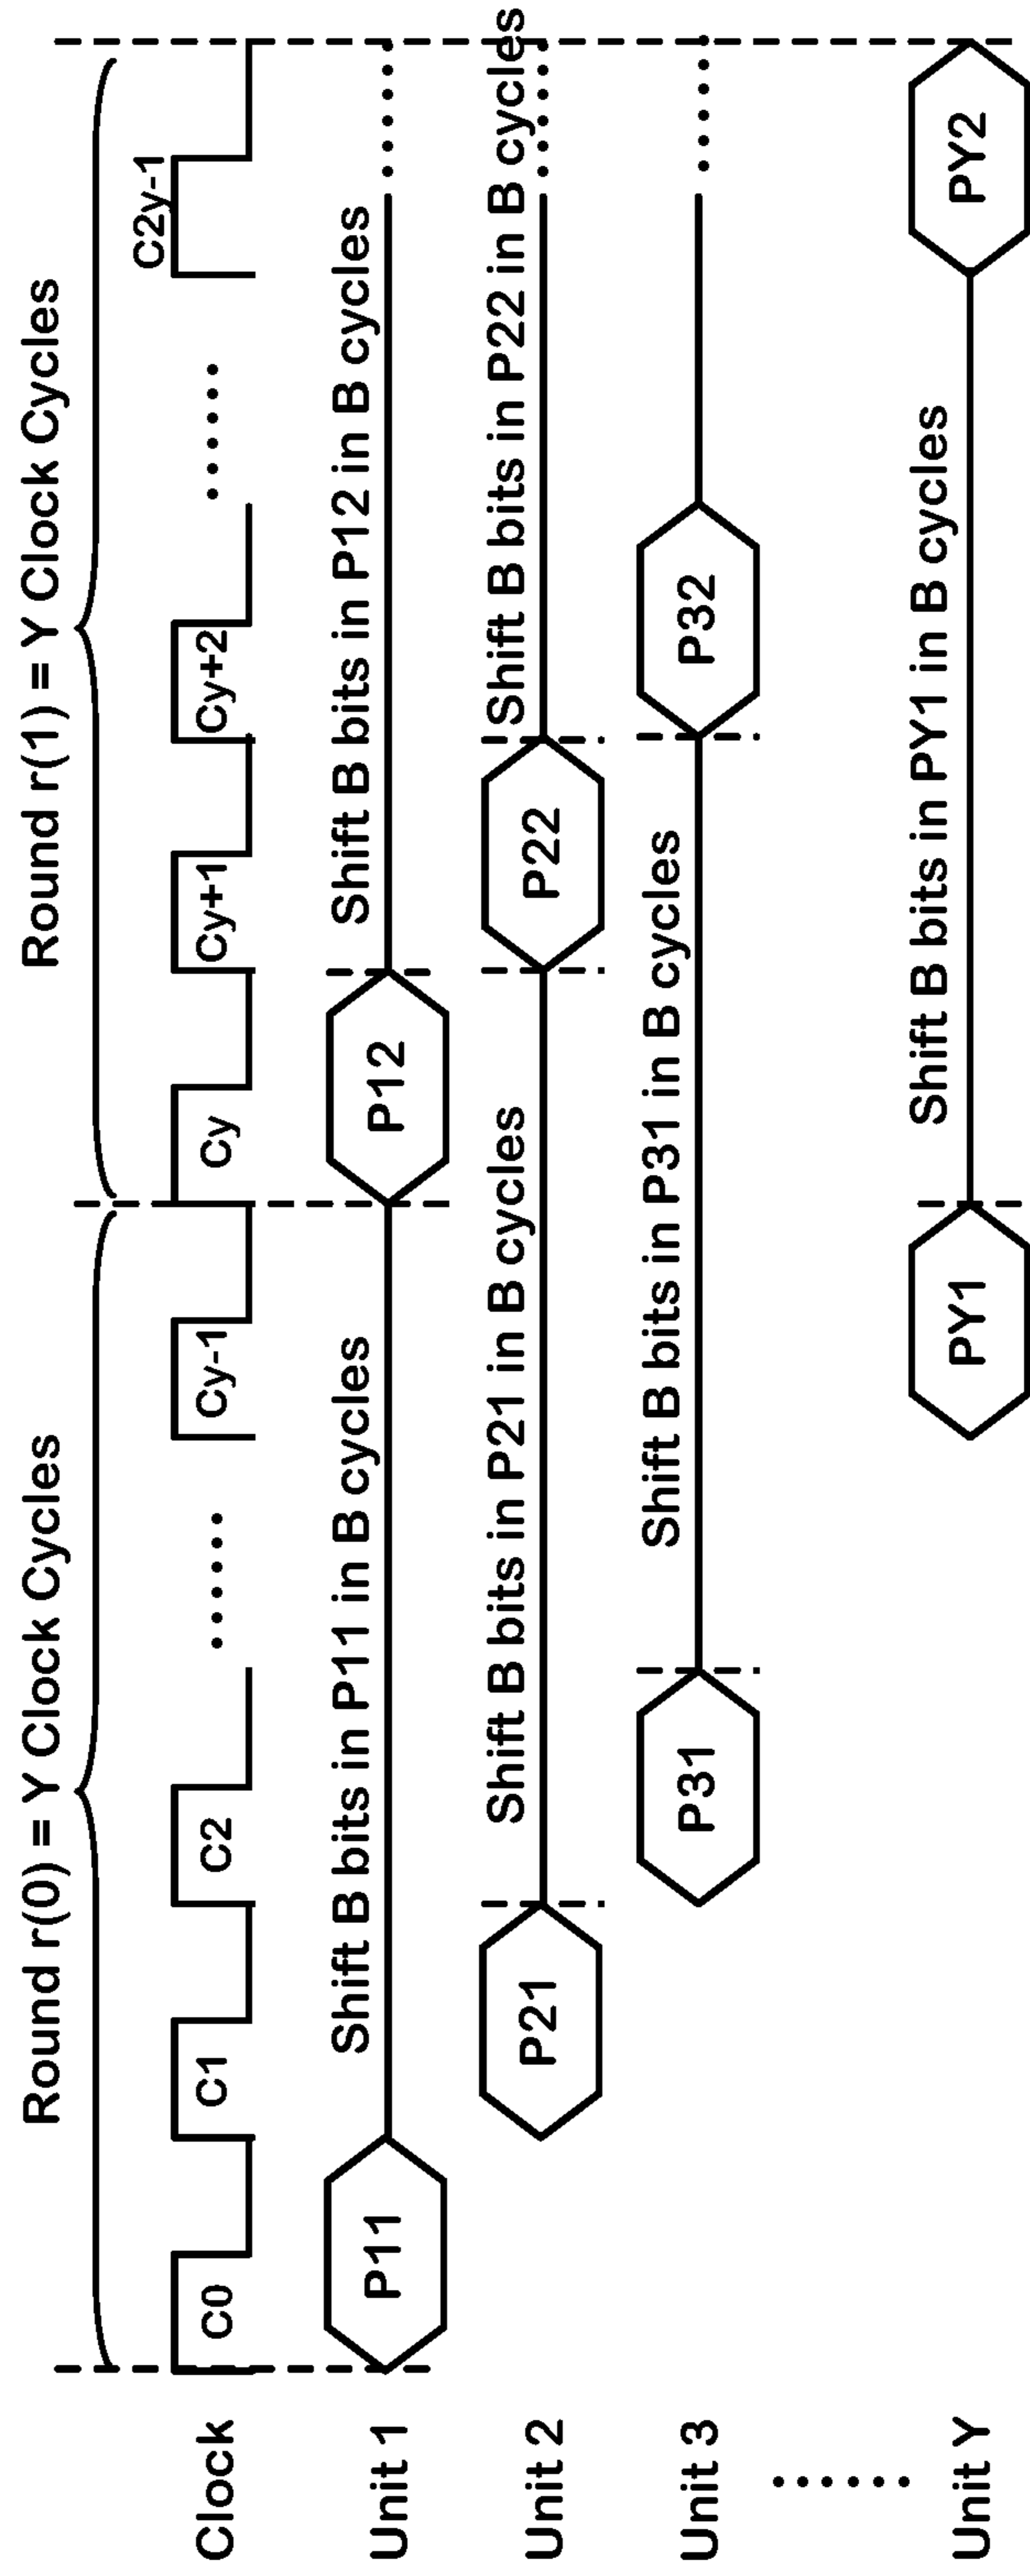 Round r(0) = Y Clock Cycles
Round r(1) = Y Clock Cycles
Clock
C0
C1
C2
......
Cy-1
Cy
Cy+1
Cy+2
......
C2y-1
Unit 1
P11
Shift B bits in P11 in B cycles
P12
Shift B bits in P12 in B cycles
Unit 2
P21
Shift B bits in P21 in B cycles
P22
Shift B bits in P22 in B cycles
Unit 3
P31
Shift B bits in P31 in B cycles
P32
......
Unit Y
PY1
Shift B bits in PY1 in B cycles
PY2